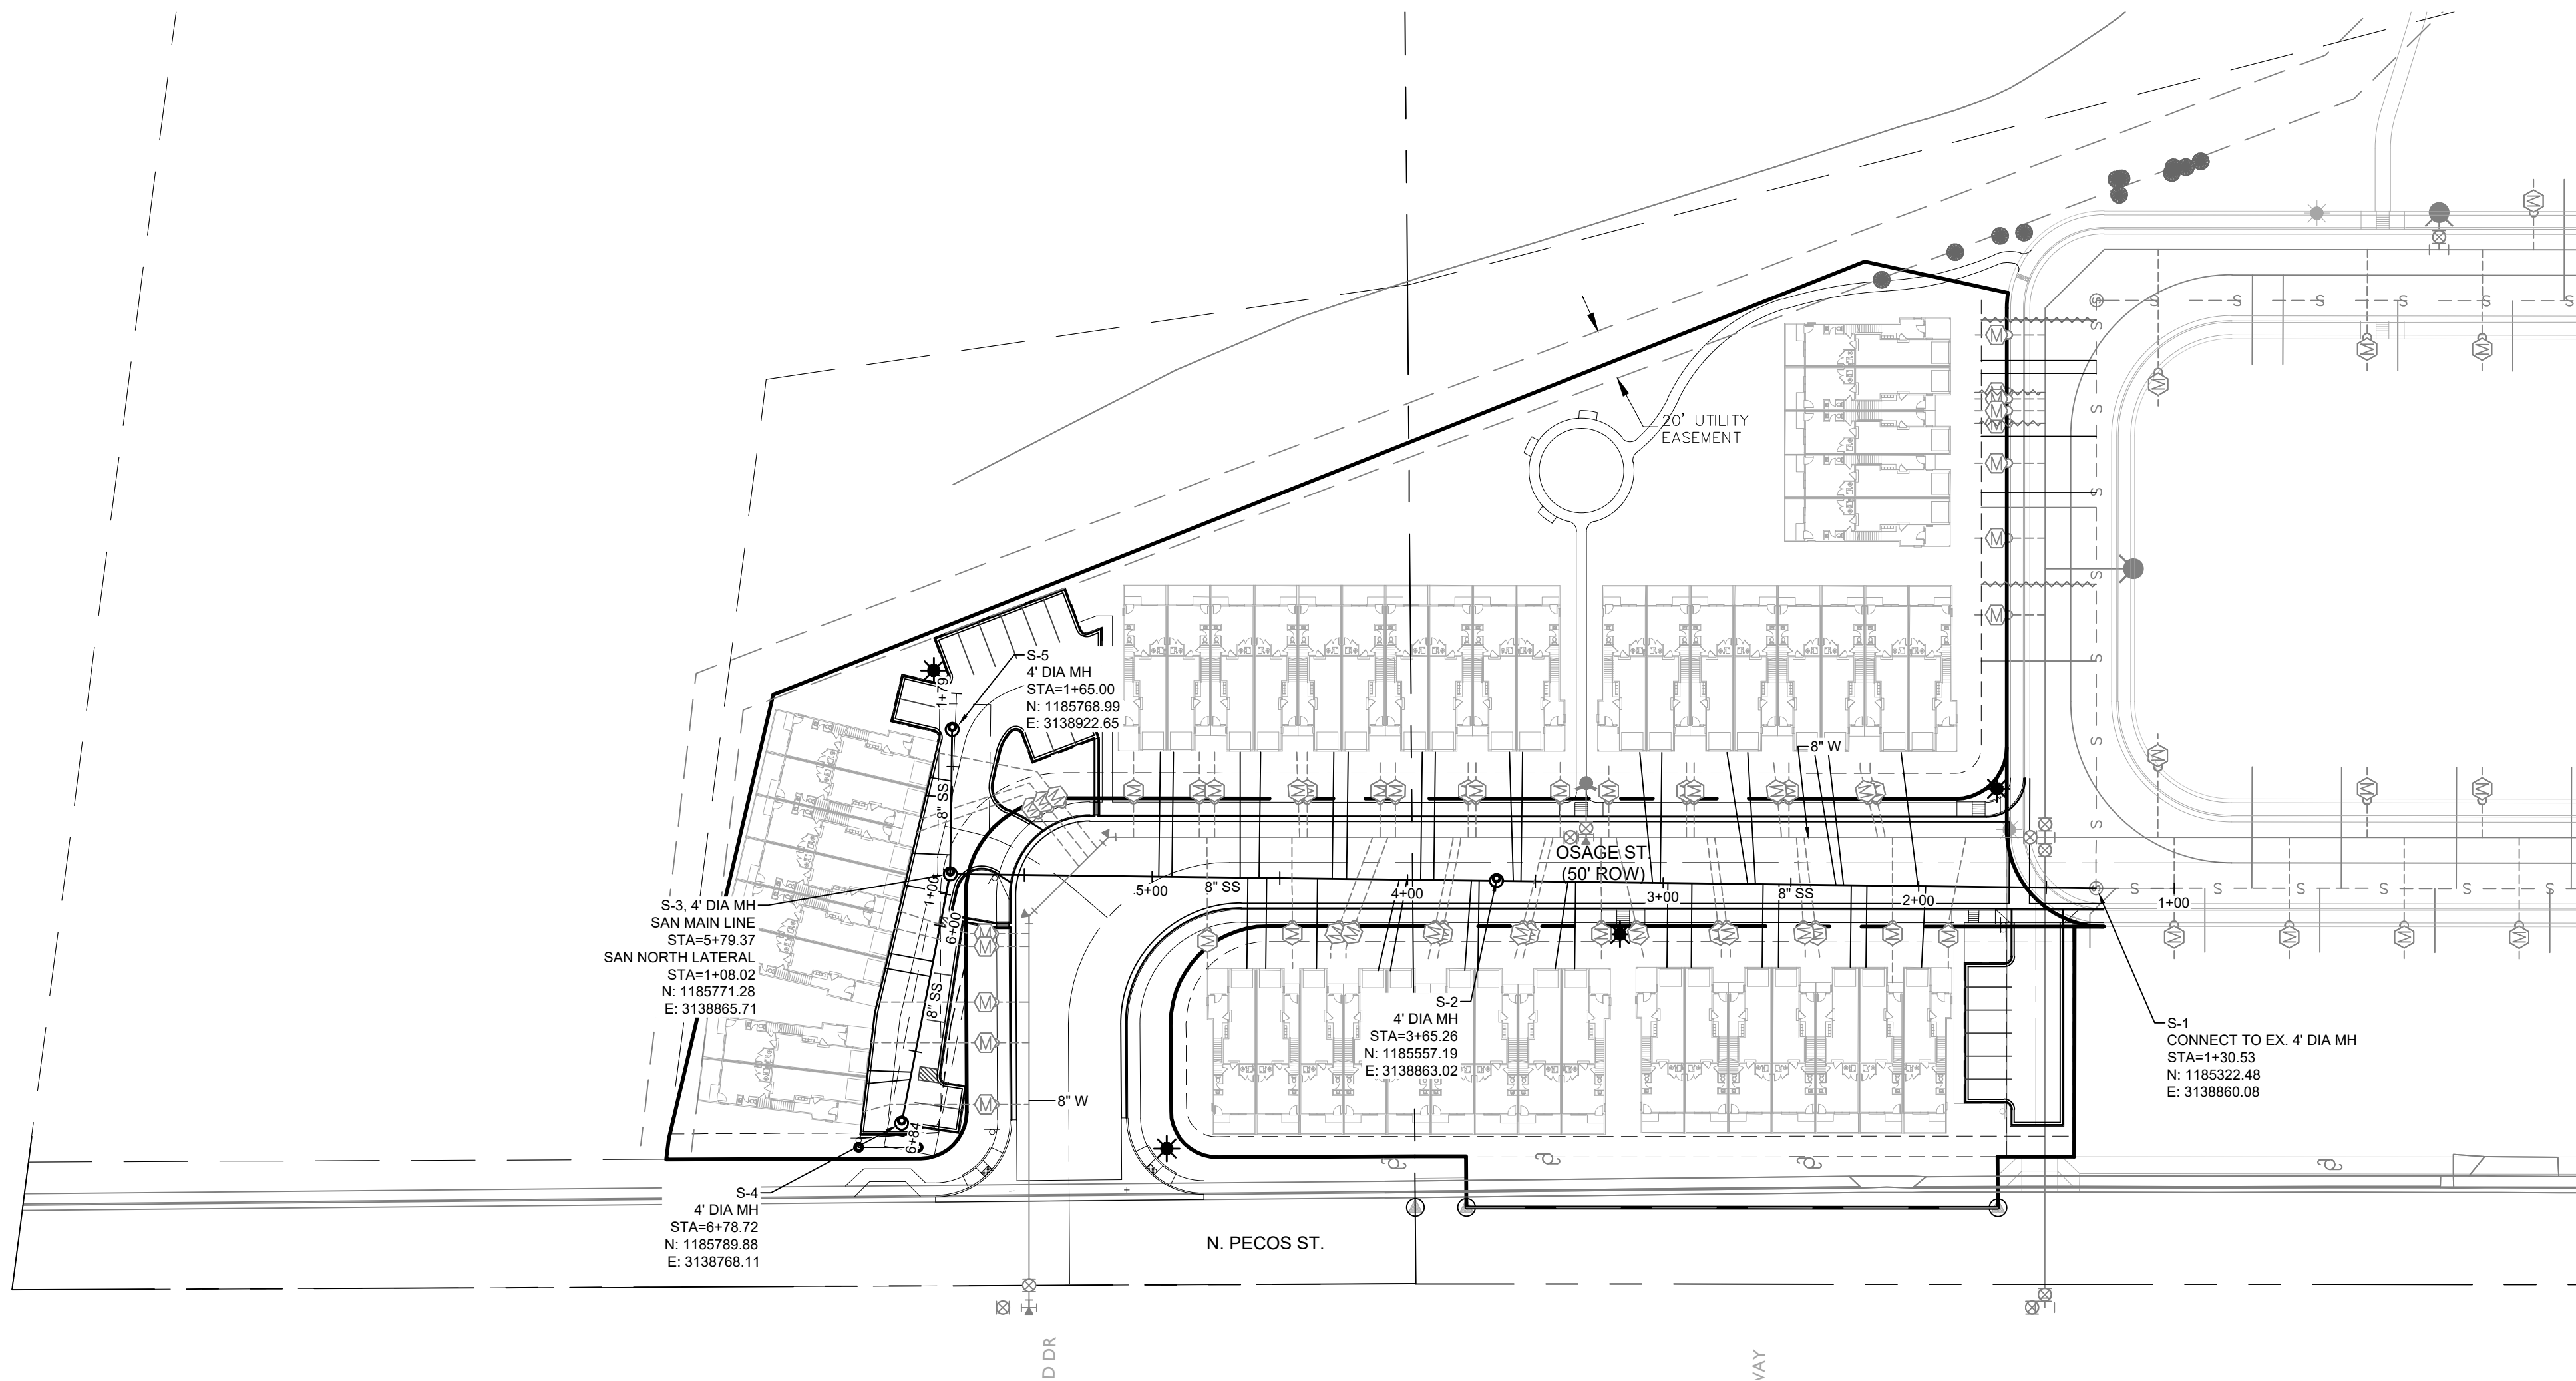 20' UTILITY
EASEMENT
S-5
4' DIA MH
STA=1+65.00
N: 1185768.99
E: 3138922.65
1+79
8" SS
8" W
OSAGE ST.
(50' ROW)
5+00
8" SS
4+00
3+00
8" SS
2+00
1+00
S-3, 4' DIA MH
SAN MAIN LINE
STA=5+79.37
SAN NORTH LATERAL
STA=1+08.02
N: 1185771.28
E: 3138865.71
1+00
6+00
8" SS
S-2
4' DIA MH
STA=3+65.26
N: 1185557.19
E: 3138863.02
S-1
CONNECT TO EX. 4' DIA MH
STA=1+30.53
N: 1185322.48
E: 3138860.08
8" W
6+84
S-4
4' DIA MH
STA=6+78.72
N: 1185789.88
E: 3138768.11
N. PECOS ST.
D DR
VAY